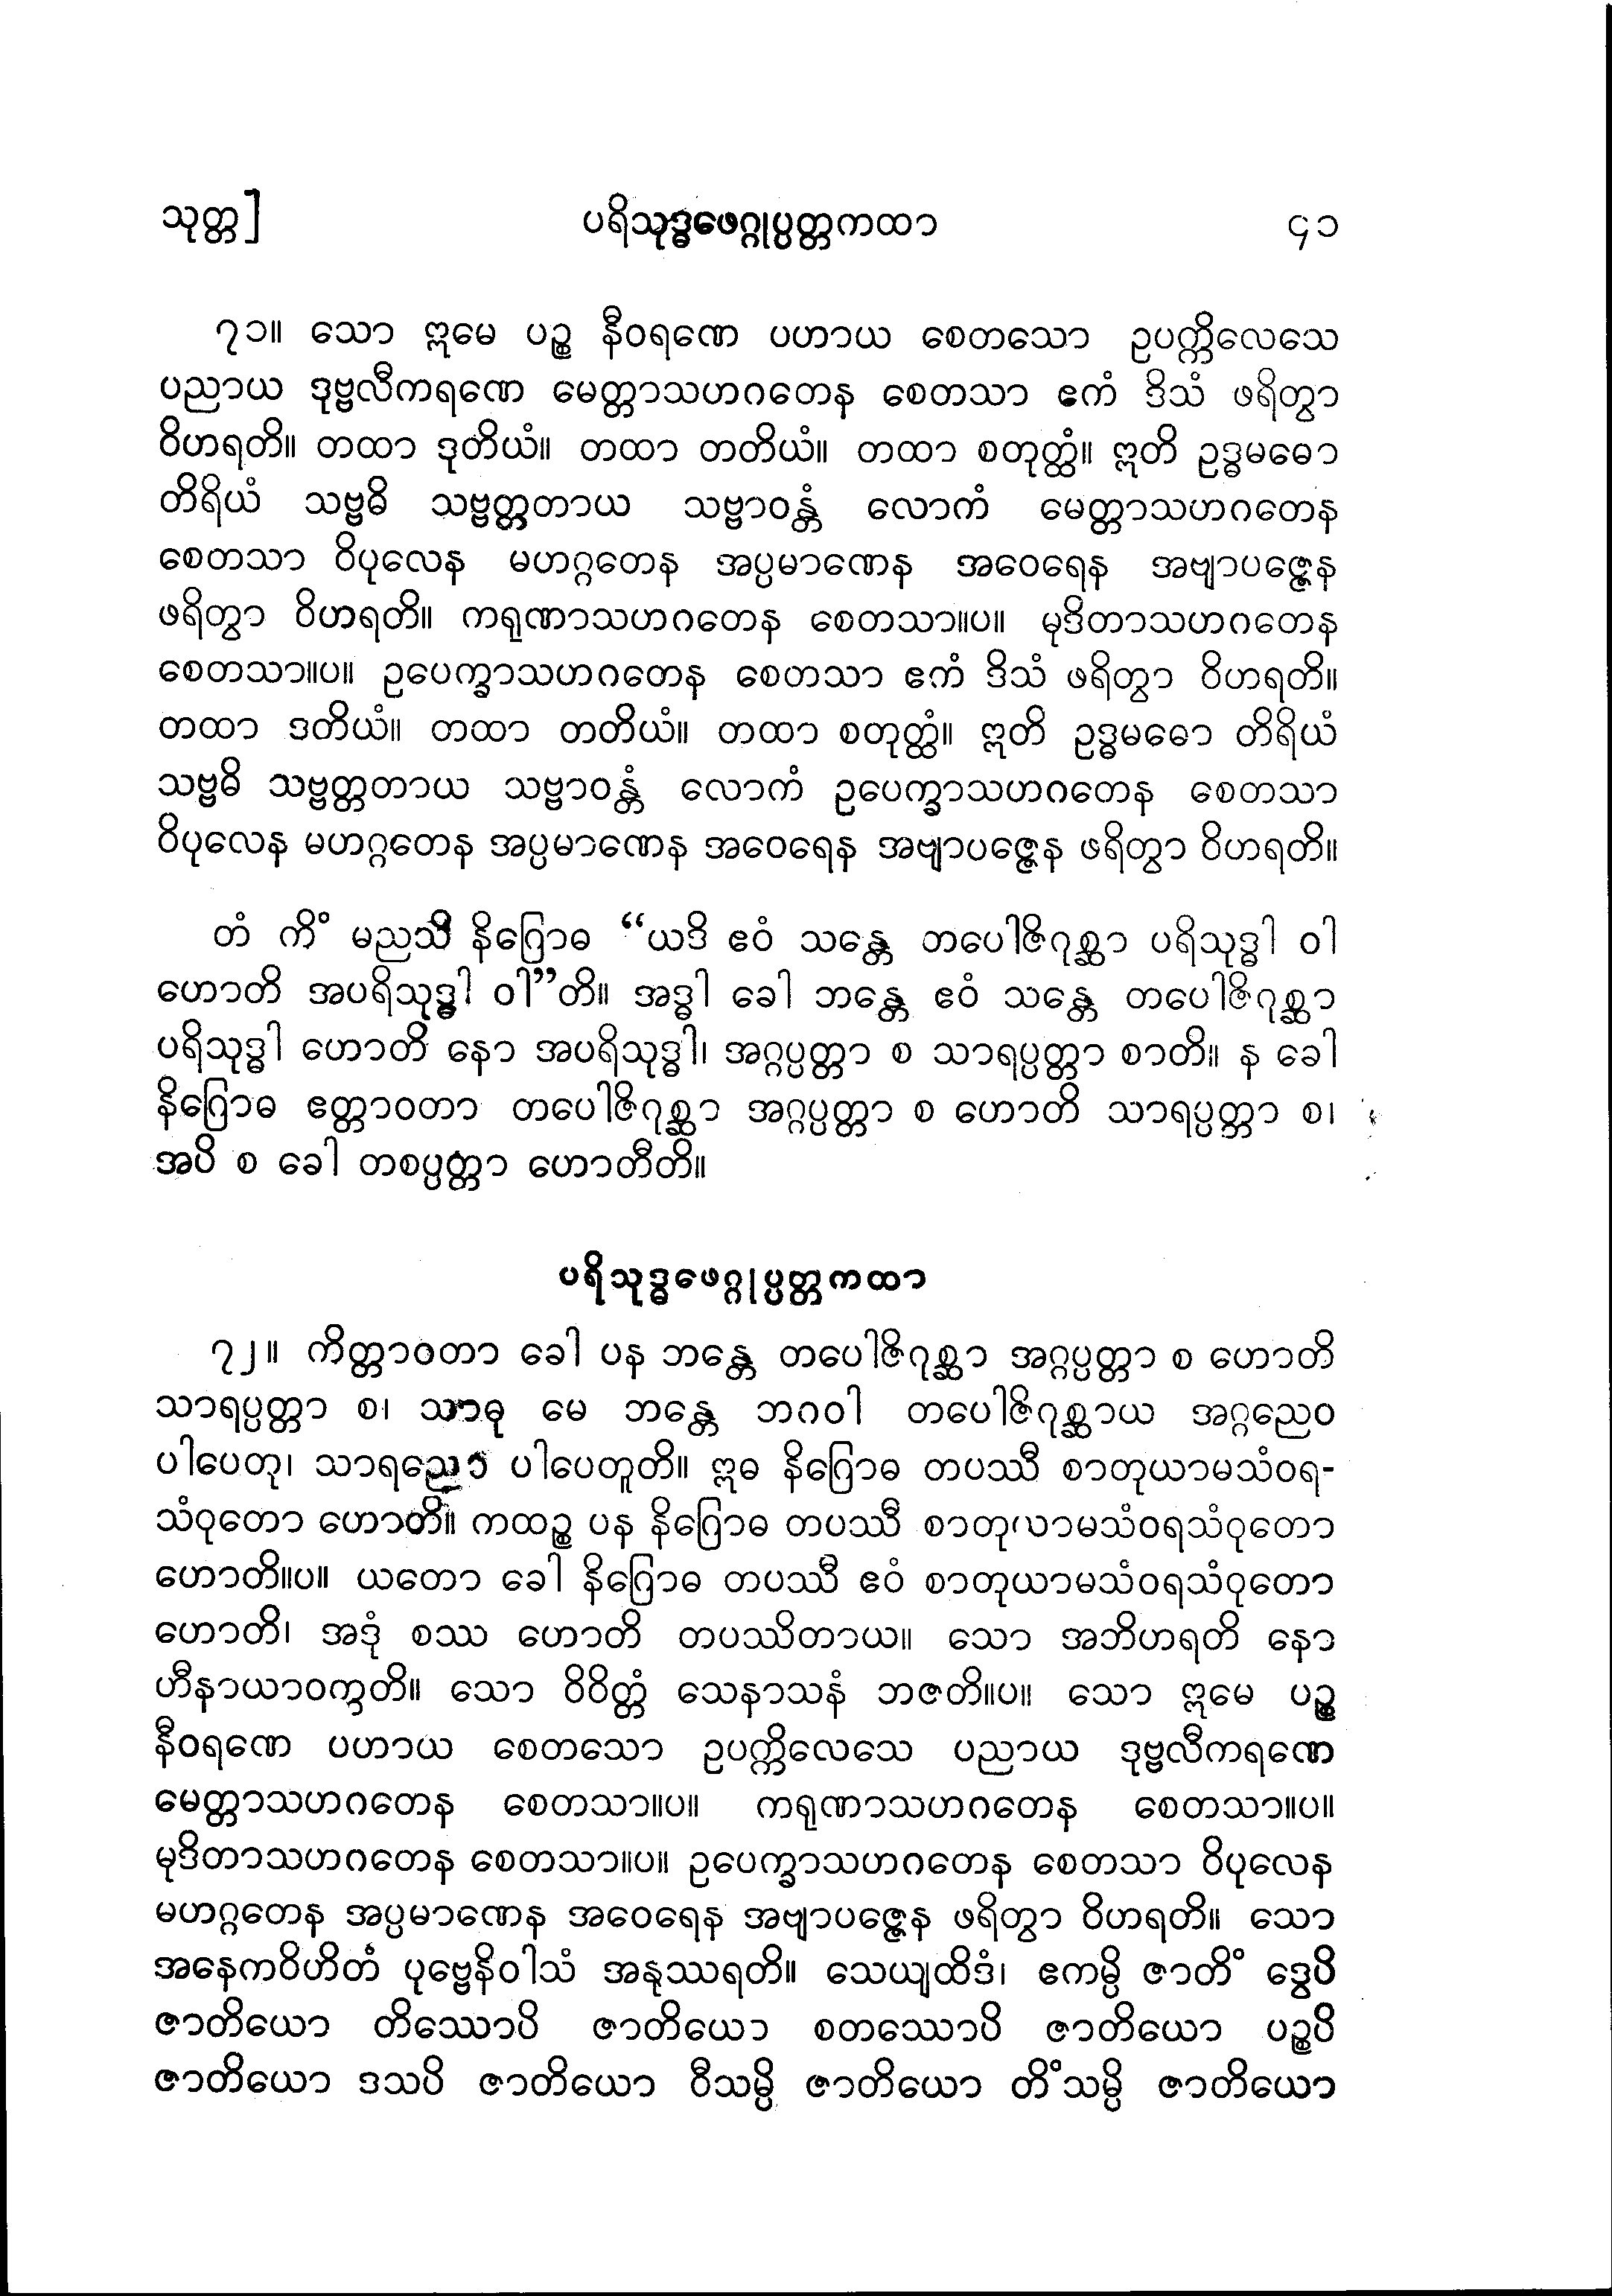 သုတ္တ] ပရိသုဒ္ဓဖေဂ္ဂုပ္ပတ္တကထာ ၄၁
၇၁။ သော ဣမေ ပဉ္စ နီဝရဏေ ပဟာယ စေတသော ဥပက္ကိလေသေ
ပညာယ ဒုဗ္ဗလီကရဏေ မေတ္တာသဟဂတေန စေတသာ ဧကံ ဒိသံ ဖရိတွာ
ဝိဟရတိ။ တထာ ဒုတိယံ။ တထာ တတိယံ။ တထာ စတုတ္ထံ။ ဣတိ ဥဒ္ဓမဓော
တိရိယံ သဗ္ဗဓိ သဗ္ဗတ္တတာယ သဗ္ဗာဝန္တံ လောကံ မေတ္တာသဟဂတေန
စေတသာ ဝိပုလေန မဟဂ္ဂတေန အပ္ပမာဏေန အဝေရေန အဗျာပဇ္ဇေန
ဖရိတွာ ဝိဟရတိ။ ကရုဏာသဟဂတေန စေတသာ။ပ။ မုဒိတာသဟဂတေန
စေတသာ။ပ။ ဥပေက္ခာသဟဂတေန စေတသာ ဧကံ ဒိသံ ဖရိတွာ ဝိဟရတိ။
တထာ ဒတိယံ။ တထာ တတိယံ။ တထာ စတုတ္ထံ။ ဣတိ ဥဒ္ဓမဓော တိရိယံ
သဗ္ဗဓိ သဗ္ဗတ္တတာယ သဗ္ဗာဝန္တံ လောကံ ဥပေက္ခာသဟဂတေန စေတသာ
ဝိပုလေန မဟဂ္ဂတေန အပ္ပမာဏေန အဝေရေန အဗျာပဇ္ဇေန ဖရိတွာ ဝိဟရတိ။
တံ ကိံ မညသိ နိဂြောဓ “ယဒိ ဧဝံ သန္တေ တပေါဇိဂုစ္ဆာ ပရိသုဒ္ဓါ ဝါ
ဟောတိ အပရိသုဒ္ဓါ ဝါ”တိ။ အဒ္ဓါ ခေါ ဘန္တေ ဧဝံ သန္တေ တပေါဇိဂုစ္ဆာ
ပရိသုဒ္ဓါ ဟောတိ နော အပရိသုဒ္ဓါ၊ အဂ္ဂပ္ပတ္တာ စ သာရပ္ပတ္တာ စာတိ။ န ခေါ
နိဂြောဓ ဧတ္တာဝတာ တပေါဇိဂုစ္ဆာ အဂ္ဂပ္ပတ္တာ စ ဟောတိ သာရပ္ပတ္တာ စ၊
အပိ စ ခေါ တစပ္ပတ္တာ ဟောတီတိ။
ပရိသုဒ္ဓဖေဂ္ဂုပ္ပတ္တကထာ
၇၂။ ကိတ္တာဝတာ ခေါ ပန ဘန္တေ တပေါဇိဂုစ္ဆာ အဂ္ဂပ္ပတ္တာ စ ဟောတိ
သာရပ္ပတ္တာ စ၊ သာဓု မေ ဘန္တေ ဘဂဝါ တပေါဇိဂုစ္ဆာယ အဂ္ဂညေဝ
ပါပေတု၊ သာရညေဝ ပါပေတူတိ။ ဣဓ နိဂြောဓ တပဿီ စာတုယာမသံဝရ-
သံဝုတော ဟောတိ။ ကထဉ္စ ပန နိဂြောဓ တပဿီ စာတုယာမသံဝရသံဝုတော
ဟောတိ။ပ။ ယတော ခေါ နိဂြောဓ တပဿီ ဧဝံ စာတုယာမသံဝရသံဝုတော
ဟောတိ၊ အဒုံ စဿ ဟောတိ တပဿိတာယ။ သော အဘိဟရတိ နော
ဟီနာယာဝတ္တတိ။ သော ဝိဝိတ္တံ သေနာသနံ ဘဇတိ။ပ။ သော ဣမေ ပဉ္စ
နီဝရဏေ ပဟာယ စေတသော ဥပက္ကိလေသေ ပညာယ ဒုဗ္ဗလီကရဏေ
မေတ္တာသဟဂတေန စေတသာ။ပ။ ကရုဏာသဟဂတေန စေတသာ။ပ။
မုဒိတာသဟဂတေန စေတသာ။ပ။ ဥပေက္ခာသဟဂတေန စေတသာ ဝိပုလေန
မဟဂ္ဂတေန အပ္ပမာဏေန အဝေရေန အဗျာပဇ္ဇေန ဖရိတွာ ဝိဟရတိ။ သော
အနေကဝိဟိတံ ပုဗ္ဗေနိဝါသံ အနုဿရတိ။ သေယျထိဒံ၊ ဧကမ္ပိ ဇာတိံ ဒွေပိ
ဇာတိယော တိဿောပိ ဇာတိယော စတဿောပိ ဇာတိယော ပဉ္စပိ
ဇာတိယော ဒသပိ ဇာတိယော ဝီသမ္ပိ ဇာတိယော တိံသမ္ပိ ဇာတိယော